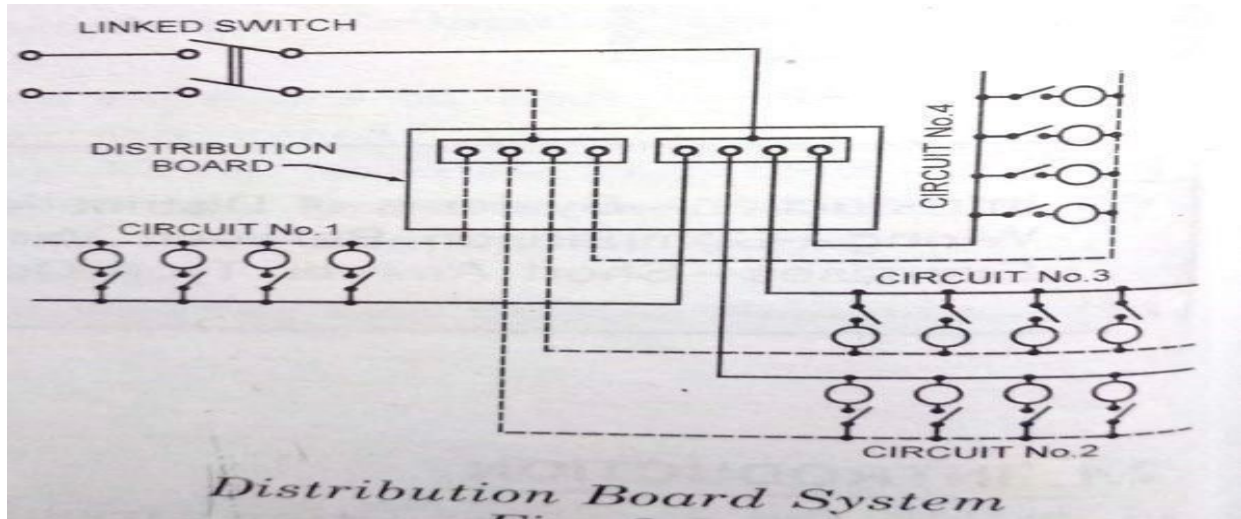 LINKED SWITCH
DISTRIBUTION
BOARD
CIRCUIT No.4
CIRCUIT No.1
CIRCUIT No.3
CIRCUIT No.2
Distribution Board System